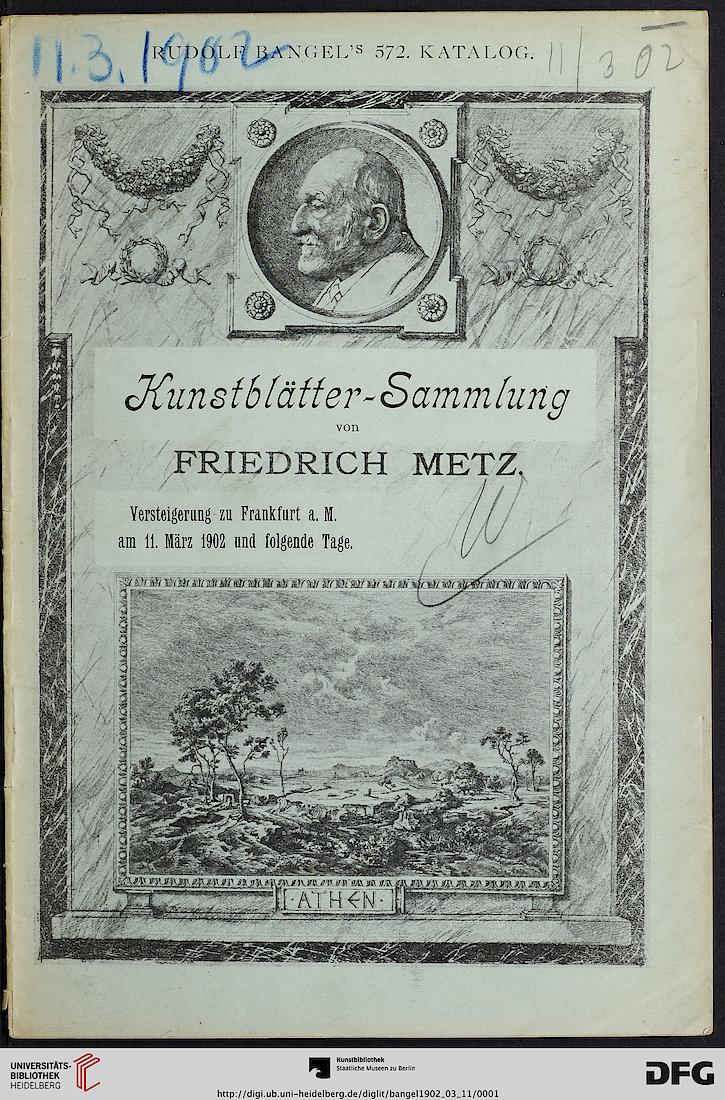 11.3.1902
RUDOLF BANGEL'S 572. KATALOG.
11/3 02
Kunstblätter-Sammlung
von
FRIEDRICH METZ.
Versteigerung zu Frankfurt a. M.
am 11. März 1902 und folgende Tage.
·ATHEN·
UNIVERSITÄTS-
BIBLIOTHEK
HEIDELBERG
Kunstbibliothek
Staatliche Museen zu Berlin
DFG
http://digi.ub.uni-heidelberg.de/diglit/bangel1902_03_11/0001